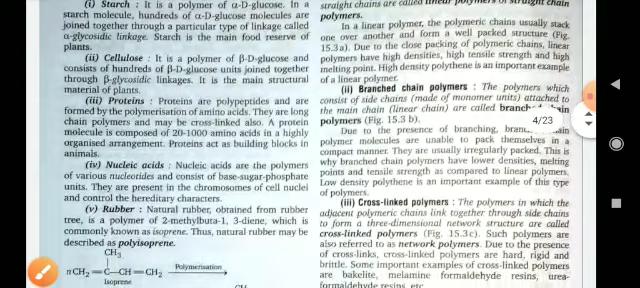 (i) Starch : It is a polymer of α-D-glucose. In a
starch molecule, hundreds of α-D-glucose molecules are
joined together through a particular type of linkage called
α-glycosidic linkage. Starch is the main food reserve of
plants.
(ii) Cellulose : It is a polymer of β-D-glucose and
consists of hundreds of β-D-glucose units joined together
through β-glycosidic linkages. It is the main structural
material of plants.
(iii) Proteins : Proteins are polypeptides and are
formed by the polymerisation of amino acids. They are long
chain polymers and may be cross-linked also. A protein
molecule is composed of 20-1000 amino acids in a highly
organised arrangement. Proteins act as building blocks in
animals.
(iv) Nucleic acids : Nucleic acids are the polymers
of various nucleotides and consist of base-sugar-phosphate
units. They are present in the chromosomes of cell nuclei
and control the hereditary characters.
(v) Rubber : Natural rubber, obtained from rubber
tree, is a polymer of 2-methylbuta-1, 3-diene, which is
commonly known as isoprene. Thus, natural rubber may be
described as polyisoprene.
CH₃
nCH₂=C—CH=CH₂ Polymerisation
Isoprene
straight chains are called linear polymers or straight chain
polymers.
In a linear polymer, the polymeric chains usually stack
one over another and form a well packed structure (Fig.
15.3 a). Due to the close packing of polymeric chains, linear
polymers have high densities, high tensile strength and high
melting point. High density polythene is an important example
of a linear polymer.
(ii) Branched chain polymers : The polymers which
consist of side chains (made of monomer units) attached to
the main chain (linear chain) are called
polymers (Fig. 15.3 b).
Due to the presence of branching,
polymer molecules are unable to pack themselves in a
compact manner. They are usually irregularly packed. This is
why branched chain polymers have lower densities, melting
points and tensile strength as compared to linear polymers.
Low density polythene is an important example of this type
of polymers.
(iii) Cross-linked polymers : The polymers in which the
adjacent polymeric chains link together through side chains
to form a three-dimensional network structure are called
cross-linked polymers (Fig. 15.3c). Such polymers are
also referred to as network polymers. Due to the presence
of cross-links, cross-linked polymers are hard, rigid and
brittle. Some important examples of cross-linked polymers
are bakelite, melamine formaldehyde resins, urea-
formaldehyde resins, etc
4/23